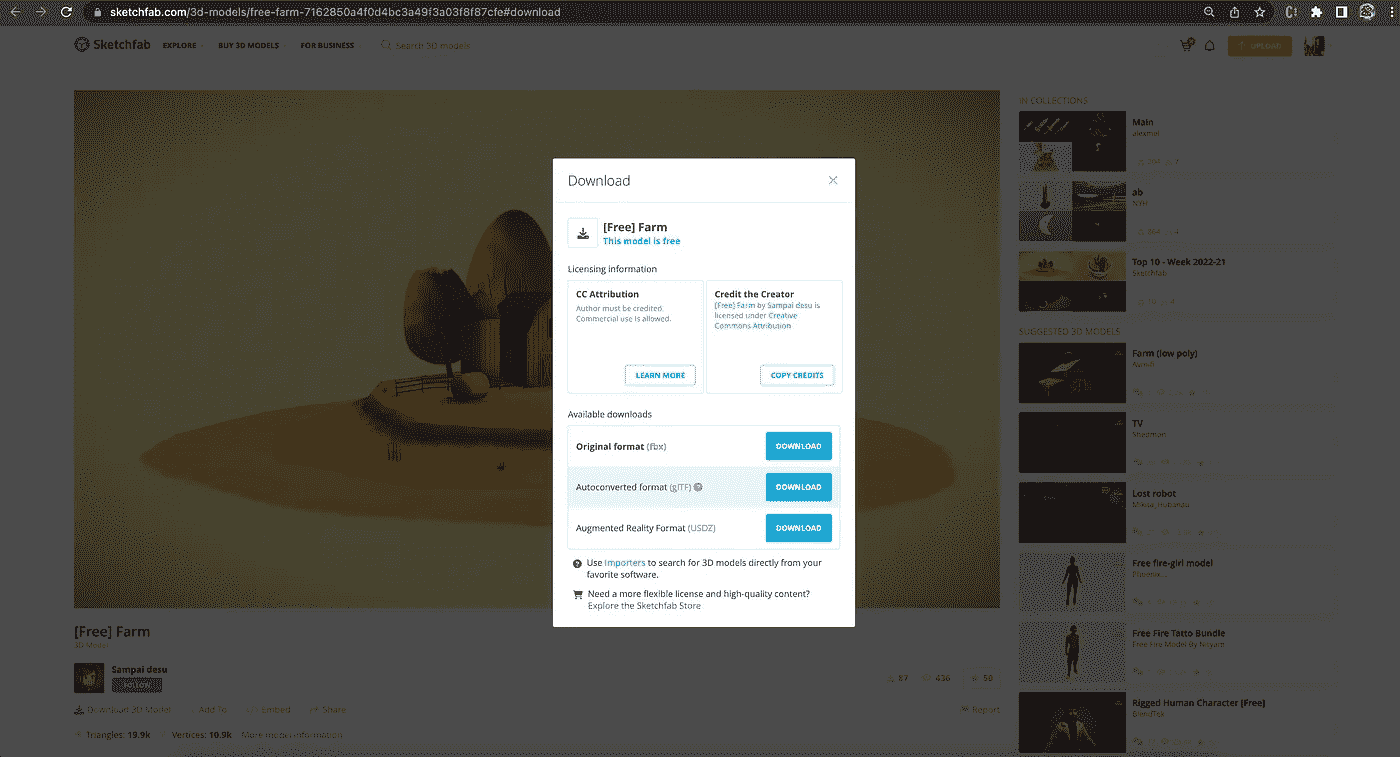 sketchfab.com/3d-models/free-farm-7162850a4f0d4bc3a49f3a03f8f87cfe#download
Sketchfab EXPLORE BUY 3D MODELS FOR BUSINESS Search 3D models UPLOAD
IN COLLECTIONS
Main
ab
Top 10 - Week 2022-21
Sketchfab
SUGGESTED 3D MODELS
Farm (low poly)
TV
Lost robot
Free fire-girl model
Free Fire Tatto Bundle
Free Fire Model By Nayam
Rigged Human Character [Free]
BlendTek
Download
[Free] Farm
This model is free
Licensing information
CC Attribution
Author must be credited.
Commercial use is allowed.
LEARN MORE
Credit the Creator
[Free] Farm by Sampai desu is
licensed under Creative
Commons Attribution
COPY CREDITS
Available downloads
Original format (fbx) DOWNLOAD
Autoconverted format (glTF) ? DOWNLOAD
Augmented Reality Format (USDZ) DOWNLOAD
Use Importers to search for 3D models directly from your
favorite software.
Need a more flexible license and high-quality content?
Explore the Sketchfab Store
[Free] Farm
3D Model
Sampai desu
FOLLOW
87 436 58
Download 3D Model Add To Embed Share Report
Triangles: 19.9k Vertices: 10.9k More model information